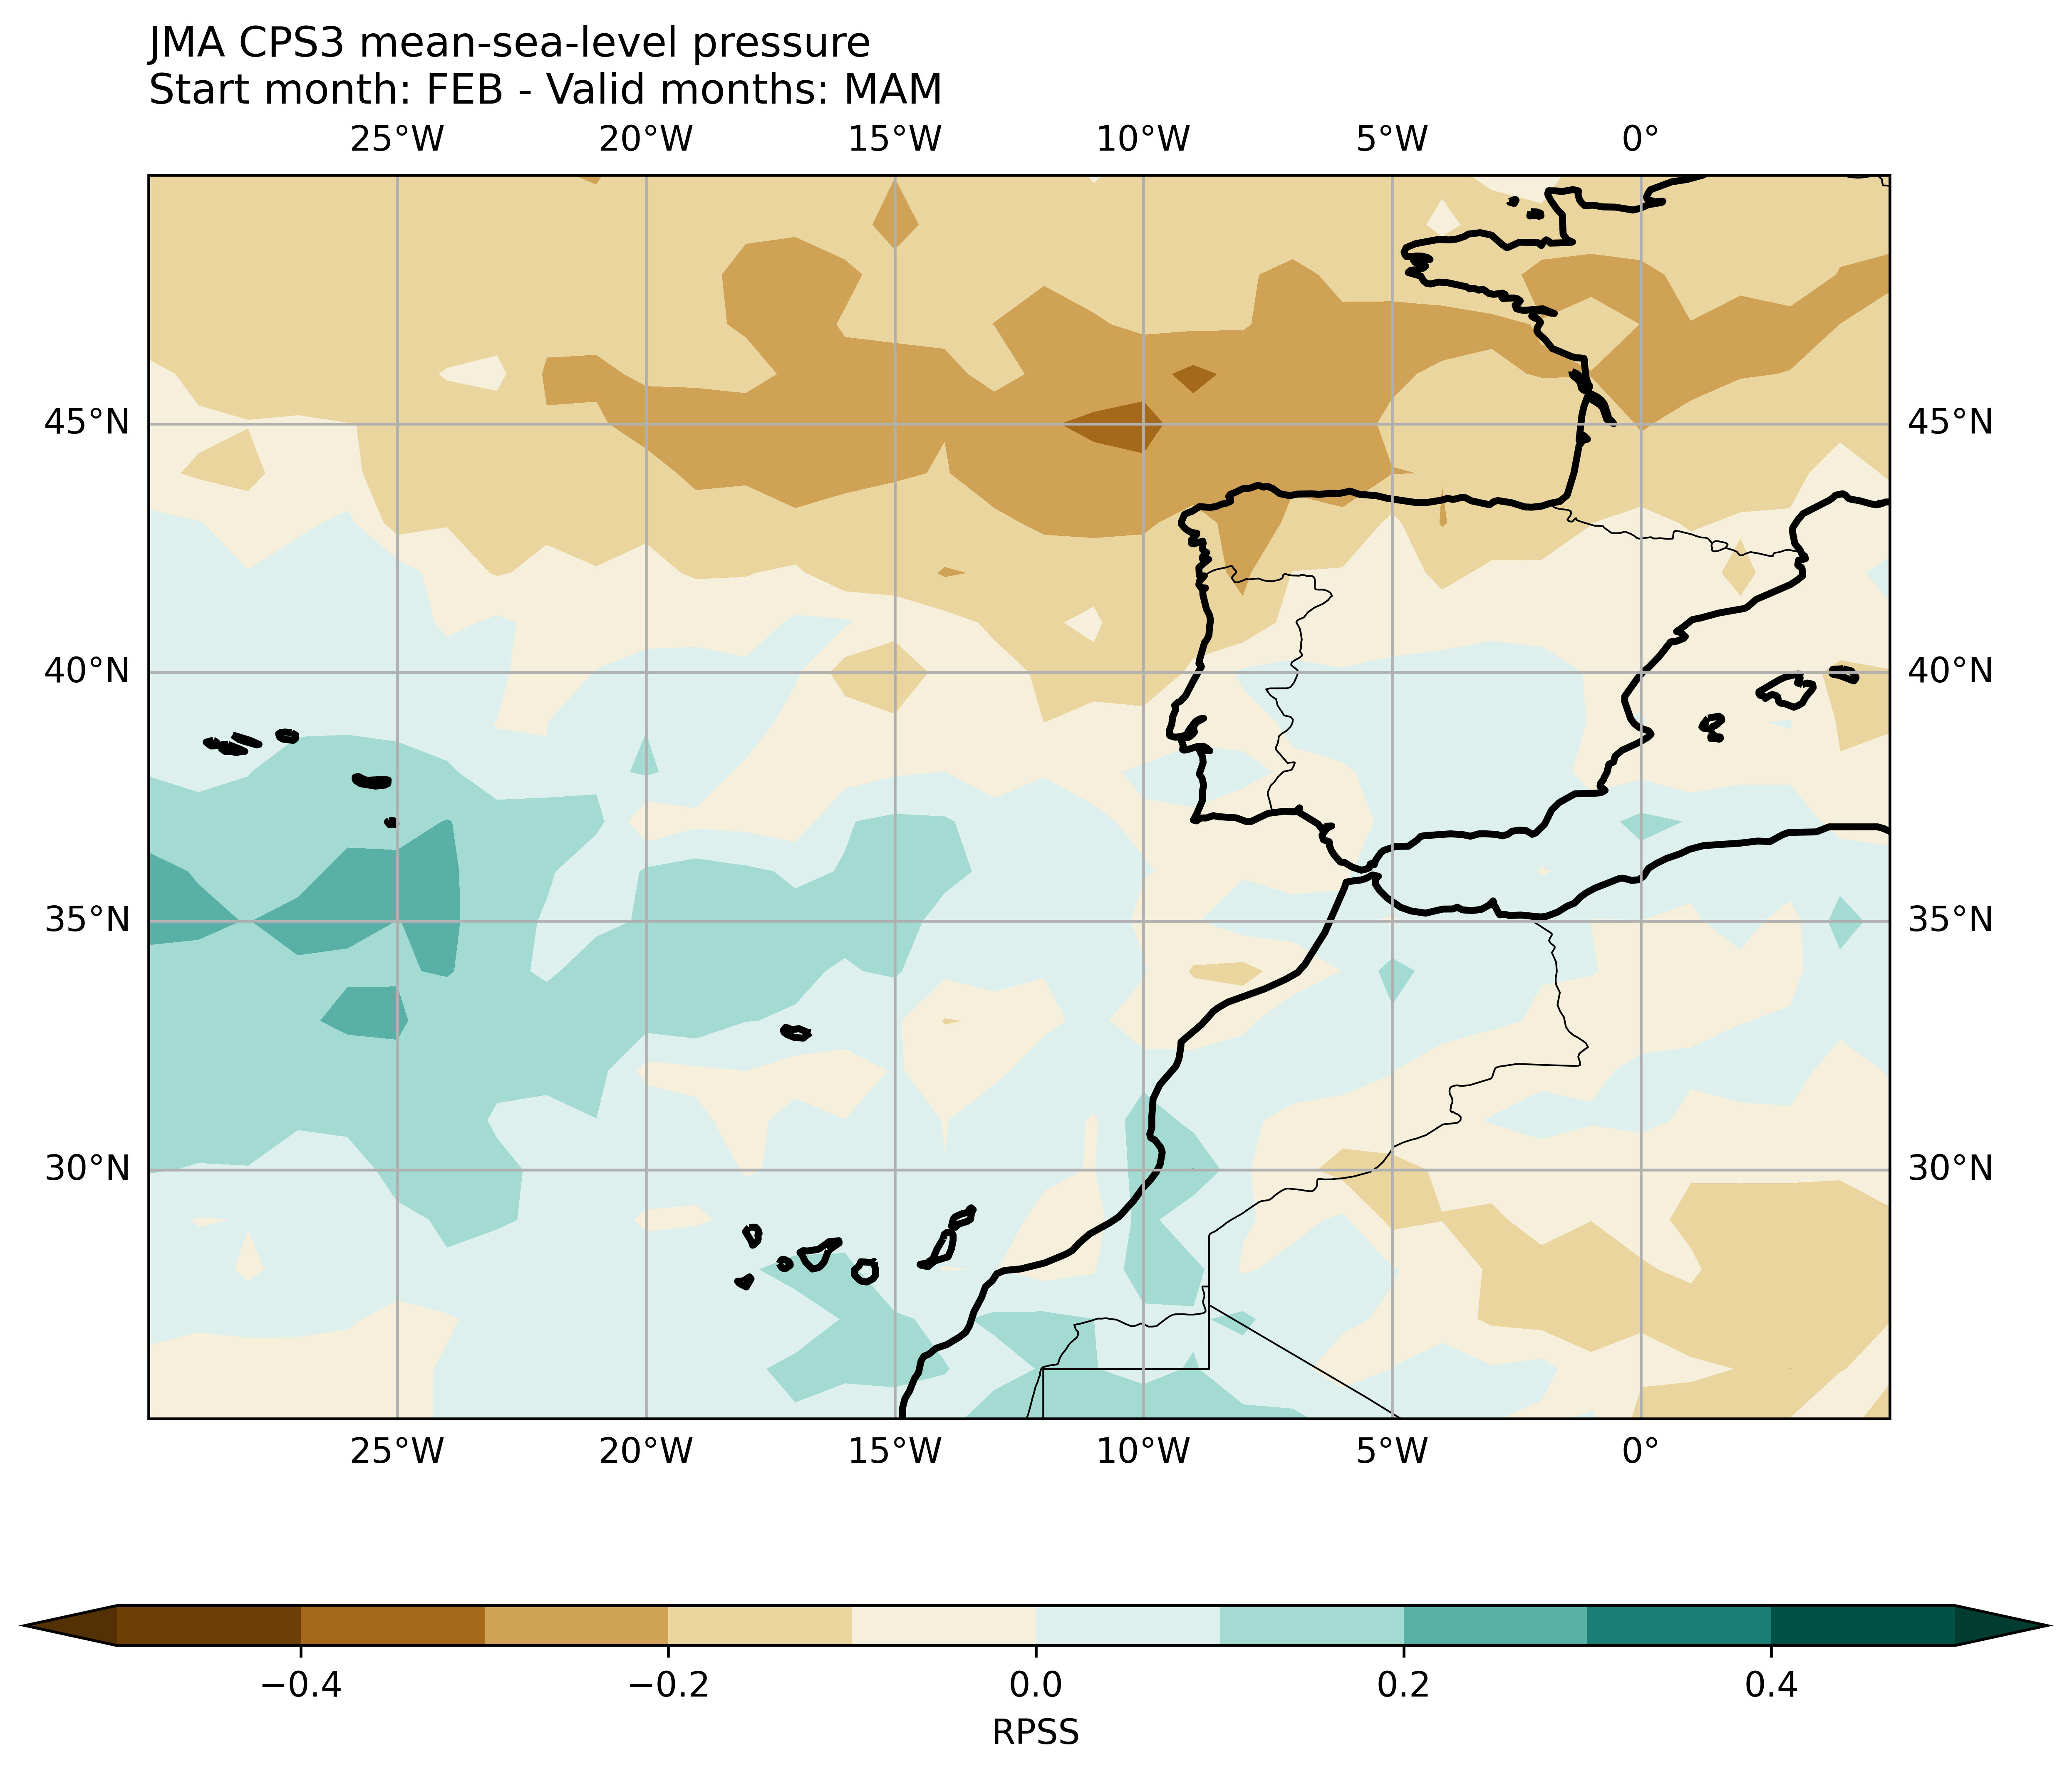 JMA CPS3 mean-sea-level pressure
Start month: FEB - Valid months: MAM
25°W 20°W 15°W 10°W 5°W 0°
45°N 45°N
40°N 40°N
35°N 35°N
30°N 30°N
25°W 20°W 15°W 10°W 5°W 0°
−0.4 −0.2 0.0 0.2 0.4
RPSS